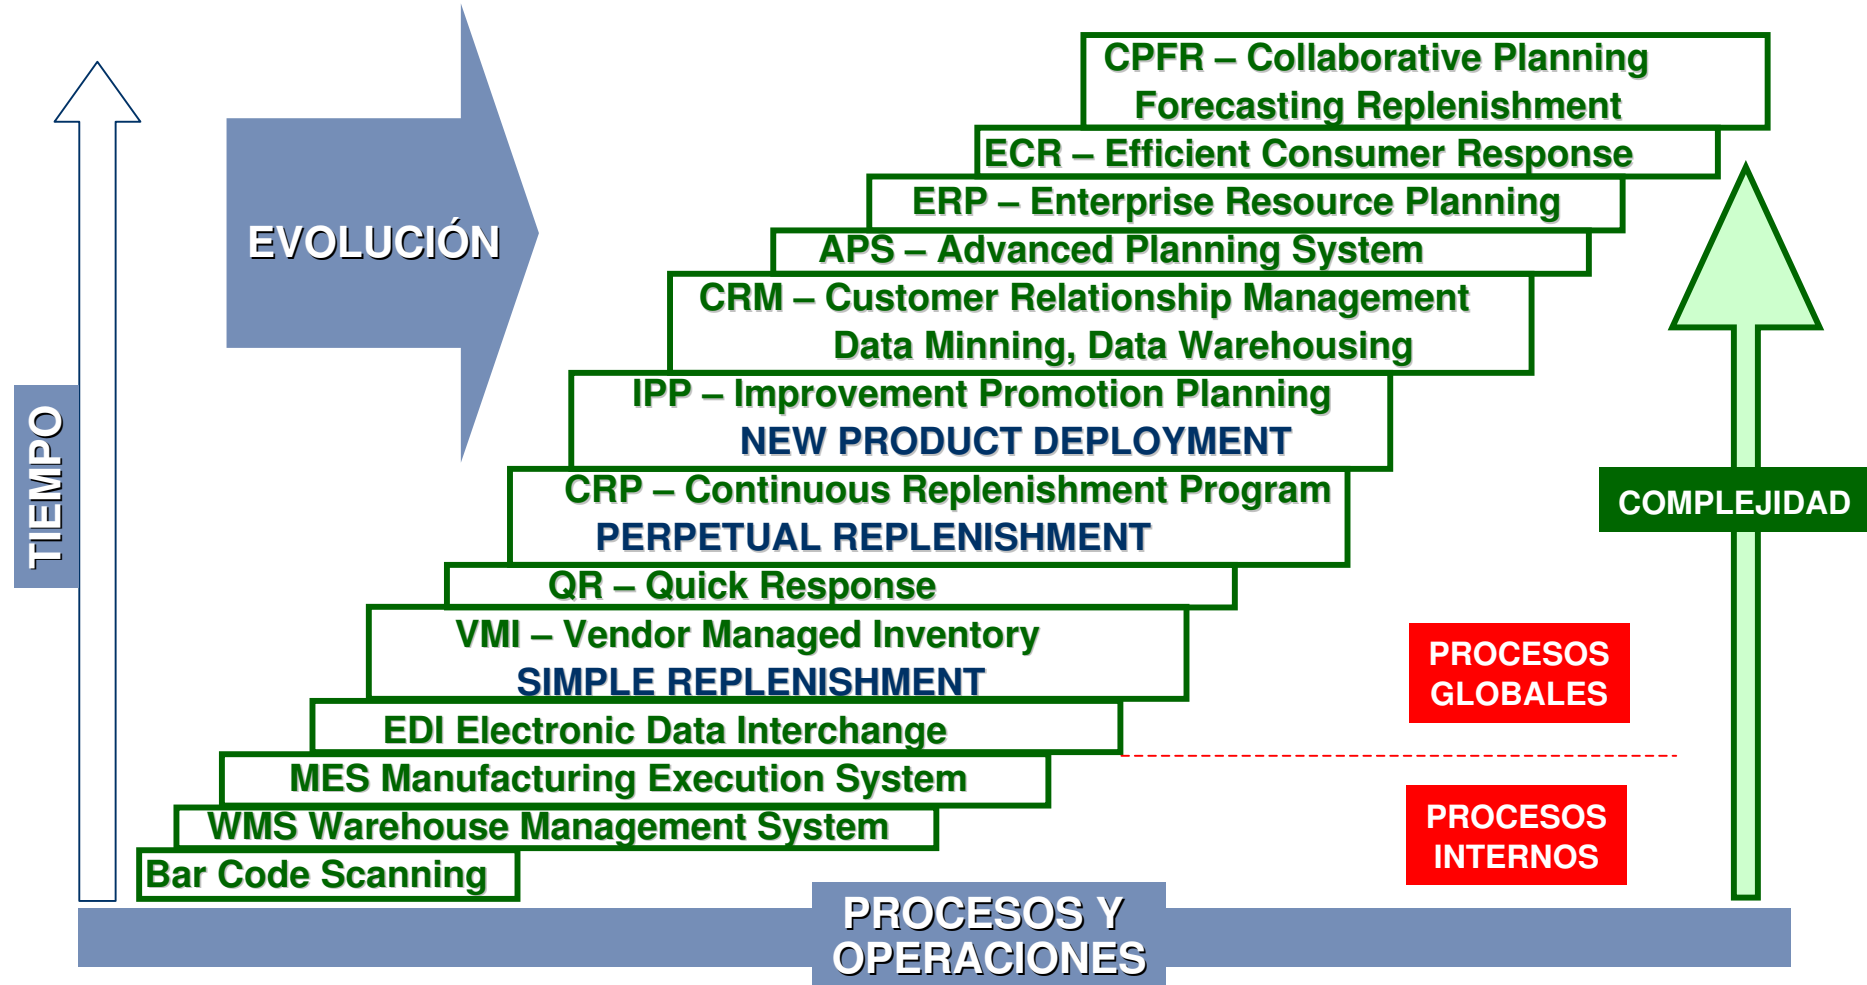 CPFR – Collaborative Planning
Forecasting Replenishment
ECR – Efficient Consumer Response
ERP – Enterprise Resource Planning
EVOLUCIÓN
APS – Advanced Planning System
CRM – Customer Relationship Management
Data Minning, Data Warehousing
IPP – Improvement Promotion Planning
NEW PRODUCT DEPLOYMENT
TIEMPO
CRP – Continuous Replenishment Program
PERPETUAL REPLENISHMENT
COMPLEJIDAD
QR – Quick Response
VMI – Vendor Managed Inventory
SIMPLE REPLENISHMENT
PROCESOS
GLOBALES
EDI Electronic Data Interchange
MES Manufacturing Execution System
WMS Warehouse Management System
Bar Code Scanning
PROCESOS
INTERNOS
PROCESOS Y
OPERACIONES